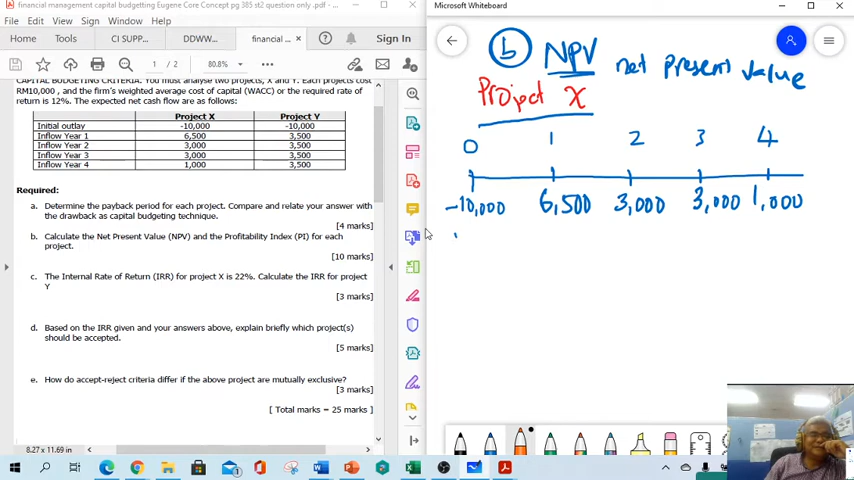 financial management capital budgetting Eugene Core Concept pg 385 st2 question only .pdf - ...
File Edit View Sign Window Help
Home Tools CI SUPP... DDWW... financial ... × Sign In
1 / 2 80.8%
CAPITAL BUDGETING CRITERIA: You must analyse two projects, X and Y. Each projects cost
RM10,000 , and the firm's weighted average cost of capital (WACC) or the required rate of
return is 12%. The expected net cash flow are as follows:
Project X Project Y
Initial outlay -10,000 -10,000
Inflow Year 1 6,500 3,500
Inflow Year 2 3,000 3,500
Inflow Year 3 3,000 3,500
Inflow Year 4 1,000 3,500
Required:
a. Determine the payback period for each project. Compare and relate your answer with
the drawback as capital budgeting technique.
[4 marks]
b. Calculate the Net Present Value (NPV) and the Profitability Index (PI) for each
project.
[10 marks]
c. The Internal Rate of Return (IRR) for project X is 22%. Calculate the IRR for project
Y
[3 marks]
d. Based on the IRR given and your answers above, explain briefly which project(s)
should be accepted.
[5 marks]
e. How do accept-reject criteria differ if the above project are mutually exclusive?
[3 marks]
[ Total marks = 25 marks ]
8.27 x 11.69 in
Microsoft Whiteboard
b NPV net present value
Project X
0 1 2 3 4
-10,000 6,500 3,000 3,000 1,000